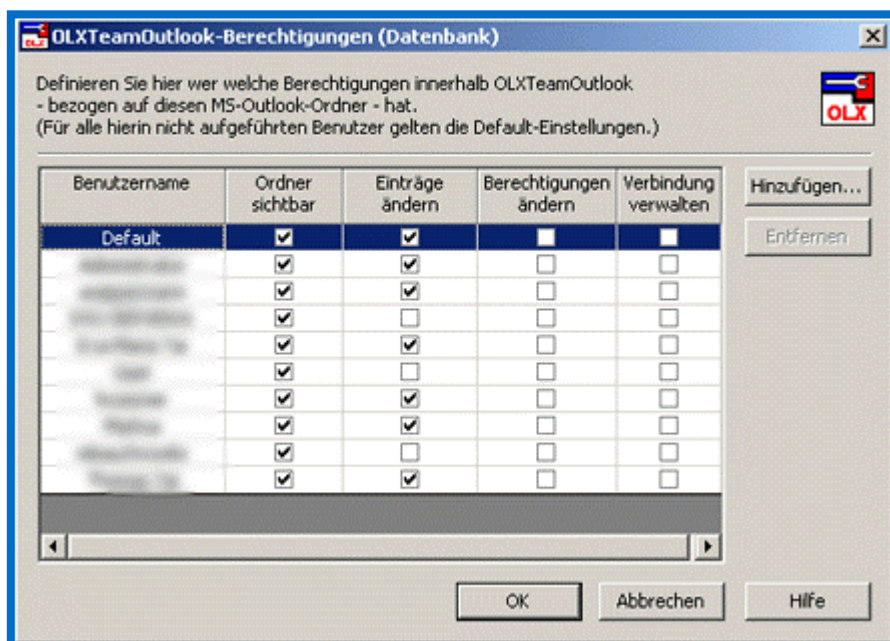 OLXTeamOutlook-Berechtigungen (Datenbank)
Definieren Sie hier wer welche Berechtigungen innerhalb OLXTeamOutlook
- bezogen auf diesen MS-Outlook-Ordner - hat.
(Für alle hierin nicht aufgeführten Benutzer gelten die Default-Einstellungen.)
OLX
Benutzername
Ordner
sichtbar
Einträge
ändern
Berechtigungen
ändern
Verbindung
verwalten
Hinzufügen...
Default
Entfernen
OK
Abbrechen
Hilfe